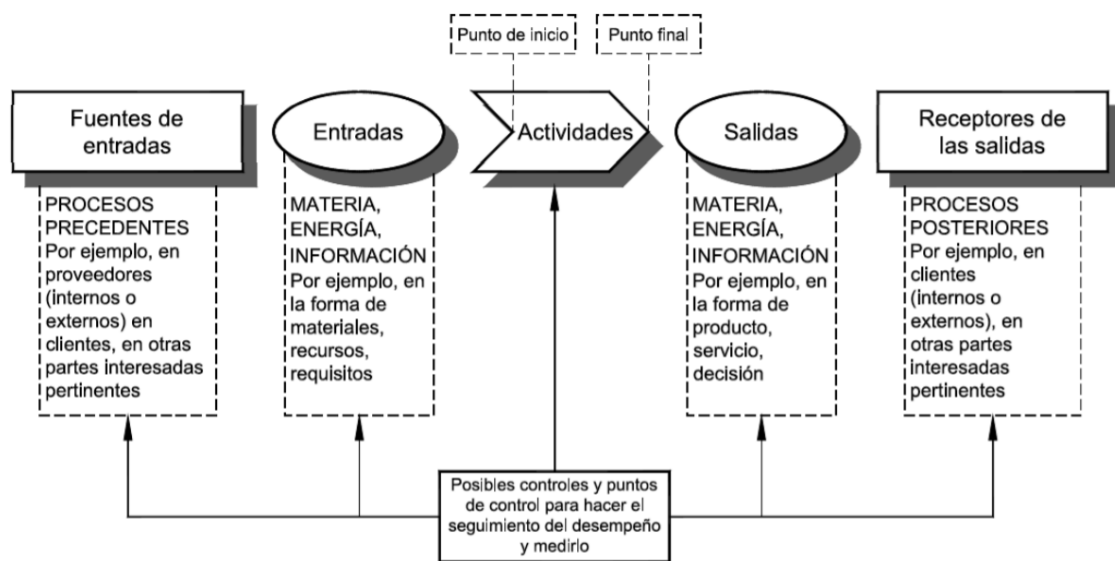 Punto de inicio
Punto final
Fuentes de
entradas
Entradas
Actividades
Salidas
Receptores de
las salidas
PROCESOS
PRECEDENTES
Por ejemplo, en
proveedores
(internos o
externos) en
clientes, en otras
partes interesadas
pertinentes
MATERIA,
ENERGÍA,
INFORMACIÓN
Por ejemplo, en
la forma de
materiales,
recursos,
requisitos
MATERIA,
ENERGÍA,
INFORMACIÓN
Por ejemplo, en
la forma de
producto,
servicio,
decisión
PROCESOS
POSTERIORES
Por ejemplo, en
clientes
(internos o
externos), en
otras partes
interesadas
pertinentes
Posibles controles y puntos
de control para hacer el
seguimiento del desempeño
y medirlo